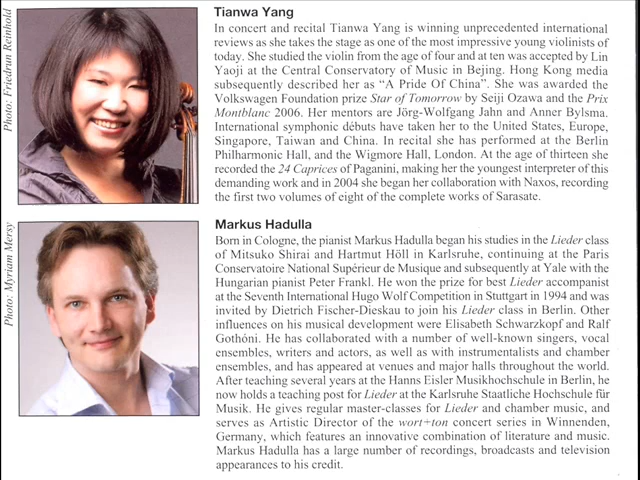 Photo: Friedrun Reinhold
Tianwa Yang
In concert and recital Tianwa Yang is winning unprecedented international
reviews as she takes the stage as one of the most impressive young violinists of
today. She studied the violin from the age of four and at ten was accepted by Lin
Yaoji at the Central Conservatory of Music in Bejing. Hong Kong media
subsequently described her as “A Pride Of China”. She was awarded the
Volkswagen Foundation prize Star of Tomorrow by Seiji Ozawa and the Prix
Montblanc 2006. Her mentors are Jörg-Wolfgang Jahn and Anner Bylsma.
International symphonic débuts have taken her to the United States, Europe,
Singapore, Taiwan and China. In recital she has performed at the Berlin
Philharmonic Hall, and the Wigmore Hall, London. At the age of thirteen she
recorded the 24 Caprices of Paganini, making her the youngest interpreter of this
demanding work and in 2004 she began her collaboration with Naxos, recording
the first two volumes of eight of the complete works of Sarasate.
Photo: Myriam Mersy
Markus Hadulla
Born in Cologne, the pianist Markus Hadulla began his studies in the Lieder class
of Mitsuko Shirai and Hartmut Höll in Karlsruhe, continuing at the Paris
Conservatoire National Supérieur de Musique and subsequently at Yale with the
Hungarian pianist Peter Frankl. He won the prize for best Lieder accompanist
at the Seventh International Hugo Wolf Competition in Stuttgart in 1994 and was
invited by Dietrich Fischer-Dieskau to join his Lieder class in Berlin. Other
influences on his musical development were Elisabeth Schwarzkopf and Ralf
Gothóni. He has collaborated with a number of well-known singers, vocal
ensembles, writers and actors, as well as with instrumentalists and chamber
ensembles, and has appeared at venues and major halls throughout the world.
After teaching several years at the Hanns Eisler Musikhochschule in Berlin, he
now holds a teaching post for Lieder at the Karlsruhe Staatliche Hochschule für
Musik. He gives regular master-classes for Lieder and chamber music, and
serves as Artistic Director of the wort+ton concert series in Winnenden,
Germany, which features an innovative combination of literature and music.
Markus Hadulla has a large number of recordings, broadcasts and television
appearances to his credit.